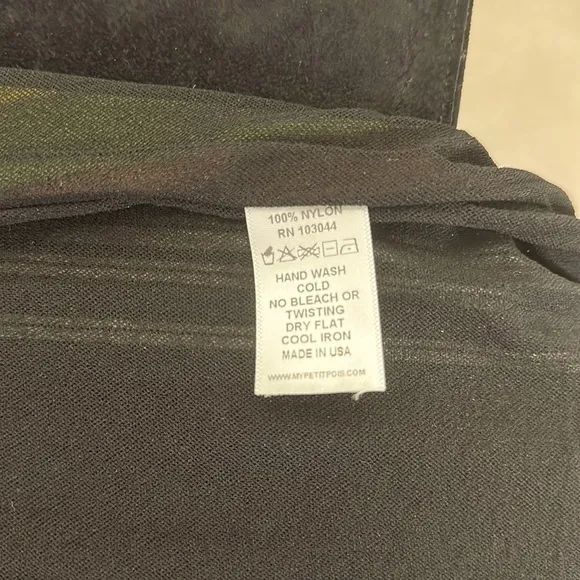 100% NYLON
RN 103044
HAND WASH
COLD
NO BLEACH OR
TWISTING
DRY FLAT
COOL IRON
MADE IN USA
WWW.MYPETITPOIS.COM